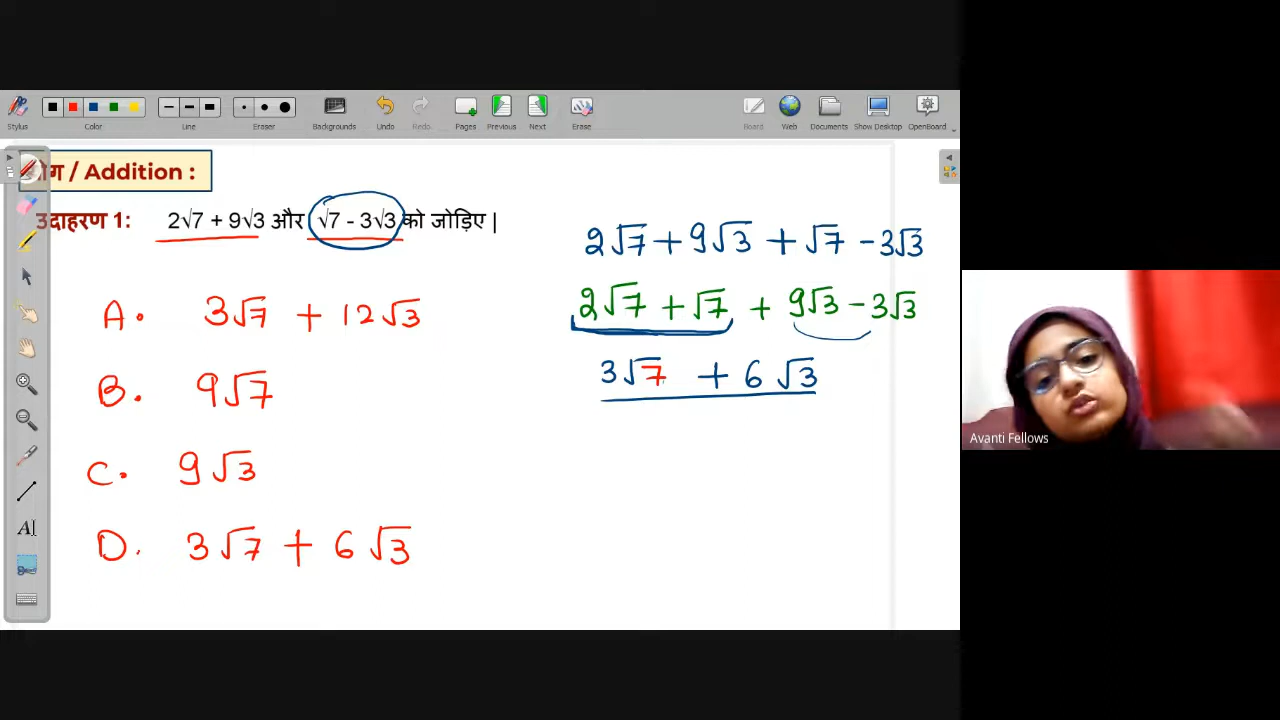 Stylus Color Line Eraser Backgrounds Undo Redo Pages Previous Next Erase Board Web Documents Show Desktop OpenBoard
/ Addition :
उदाहरण 1: 2√7 + 9√3 और √7 - 3√3 को जोड़िए |
2√7 + 9√3 + √7 - 3√3
2√7 + √7 + 9√3 - 3√3
3√7 + 6√3
A. 3√7 + 12√3
B. 9√7
C. 9√3
D. 3√7 + 6√3
A
Avanti Fellows